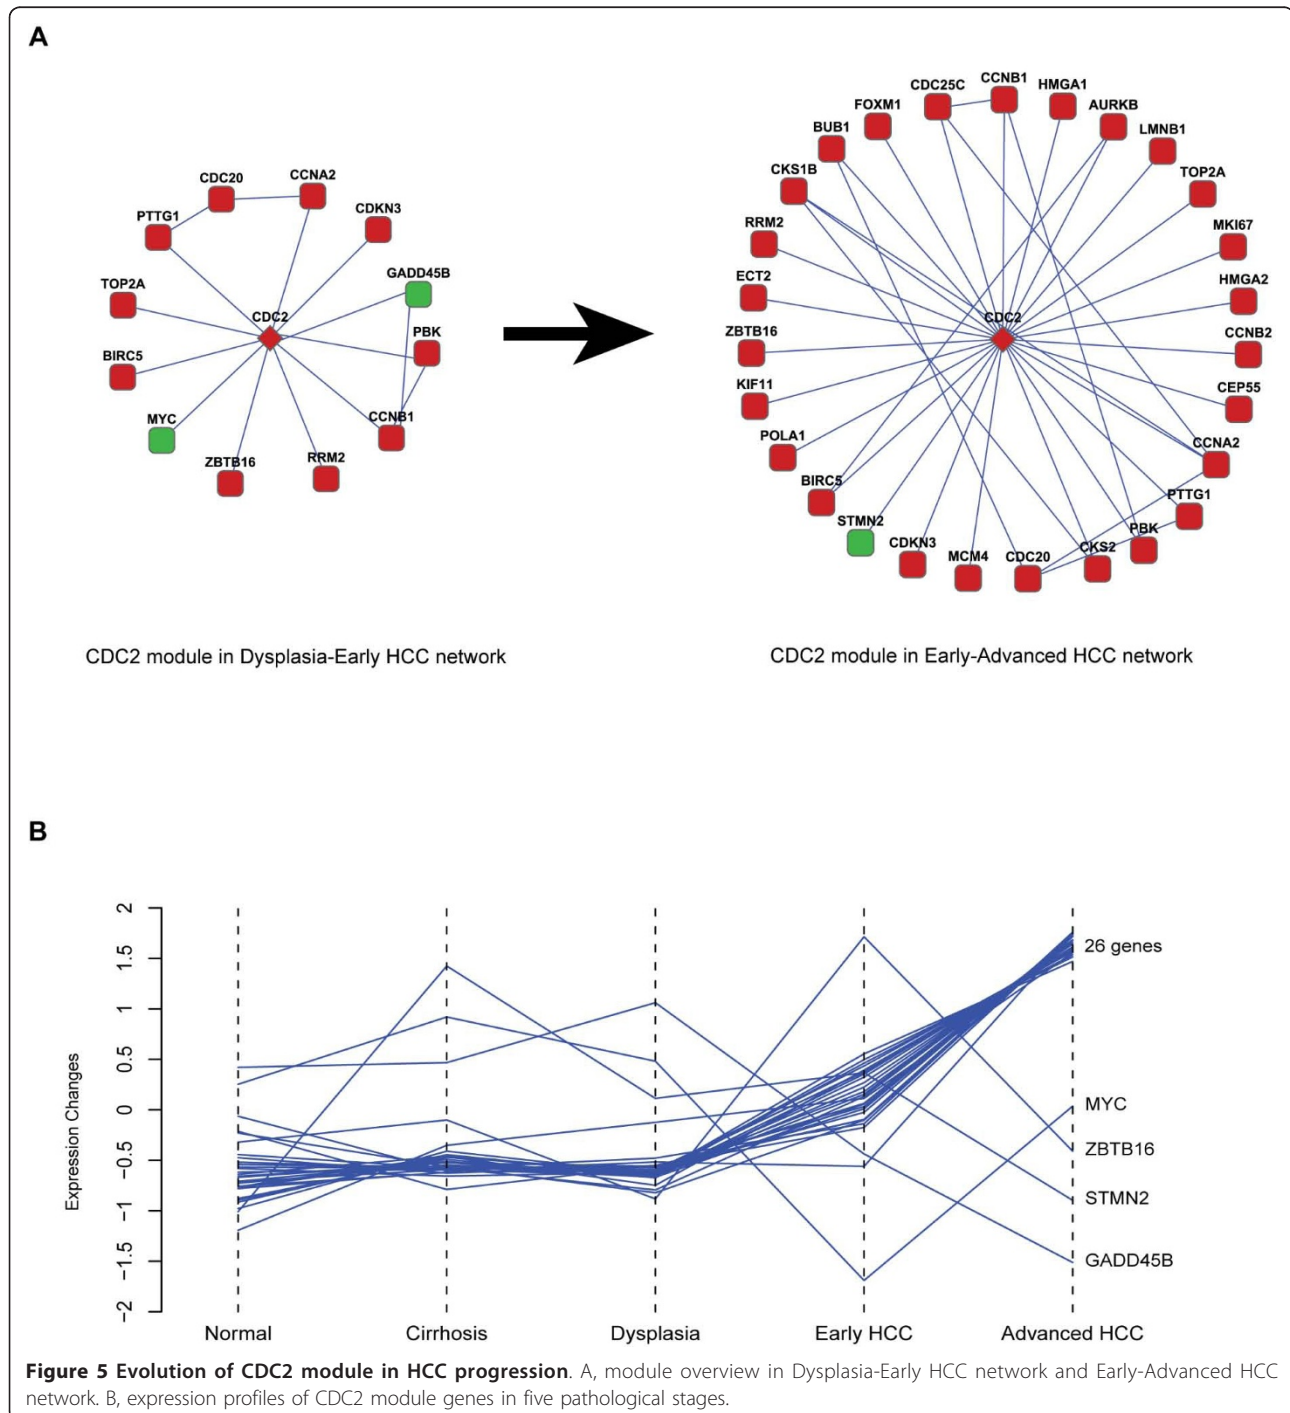 A
CDC20
CCNA2
PTTG1
CDKN3
GADD45B
TOP2A
CDC2
PBK
BIRC5
MYC
CCNB1
ZBTB16
RRM2
CDC2 module in Dysplasia-Early HCC network
CDC25C
CCNB1
HMGA1
FOXM1
AURKB
BUB1
LMNB1
CKS1B
TOP2A
RRM2
MKI67
ECT2
HMGA2
CDC2
ZBTB16
CCNB2
KIF11
CEP55
POLA1
CCNA2
BIRC5
PTTG1
STMN2
PBK
CDKN3
MCM4
CDC20
CKS2
CDC2 module in Early-Advanced HCC network
B
Expression Changes
2
1.5
1
0.5
0
−0.5
−1
−1.5
−2
26 genes
MYC
ZBTB16
STMN2
GADD45B
Normal
Cirrhosis
Dysplasia
Early HCC
Advanced HCC
Figure 5 Evolution of CDC2 module in HCC progression. A, module overview in Dysplasia-Early HCC network and Early-Advanced HCC
network. B, expression profiles of CDC2 module genes in five pathological stages.